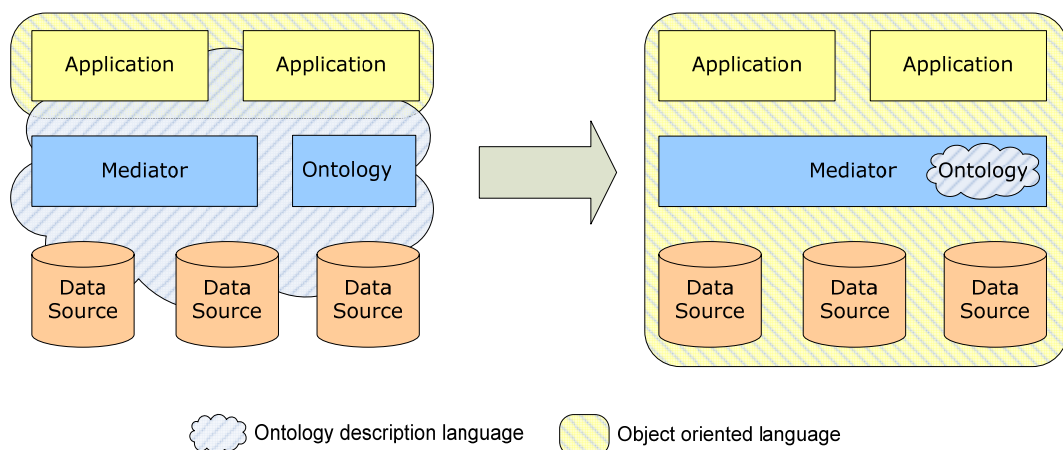 Application
Application
Mediator
Ontology
Data
Source
Data
Source
Data
Source
Application
Application
Mediator
Ontology
Data
Source
Data
Source
Data
Source
Ontology description language
Object oriented language